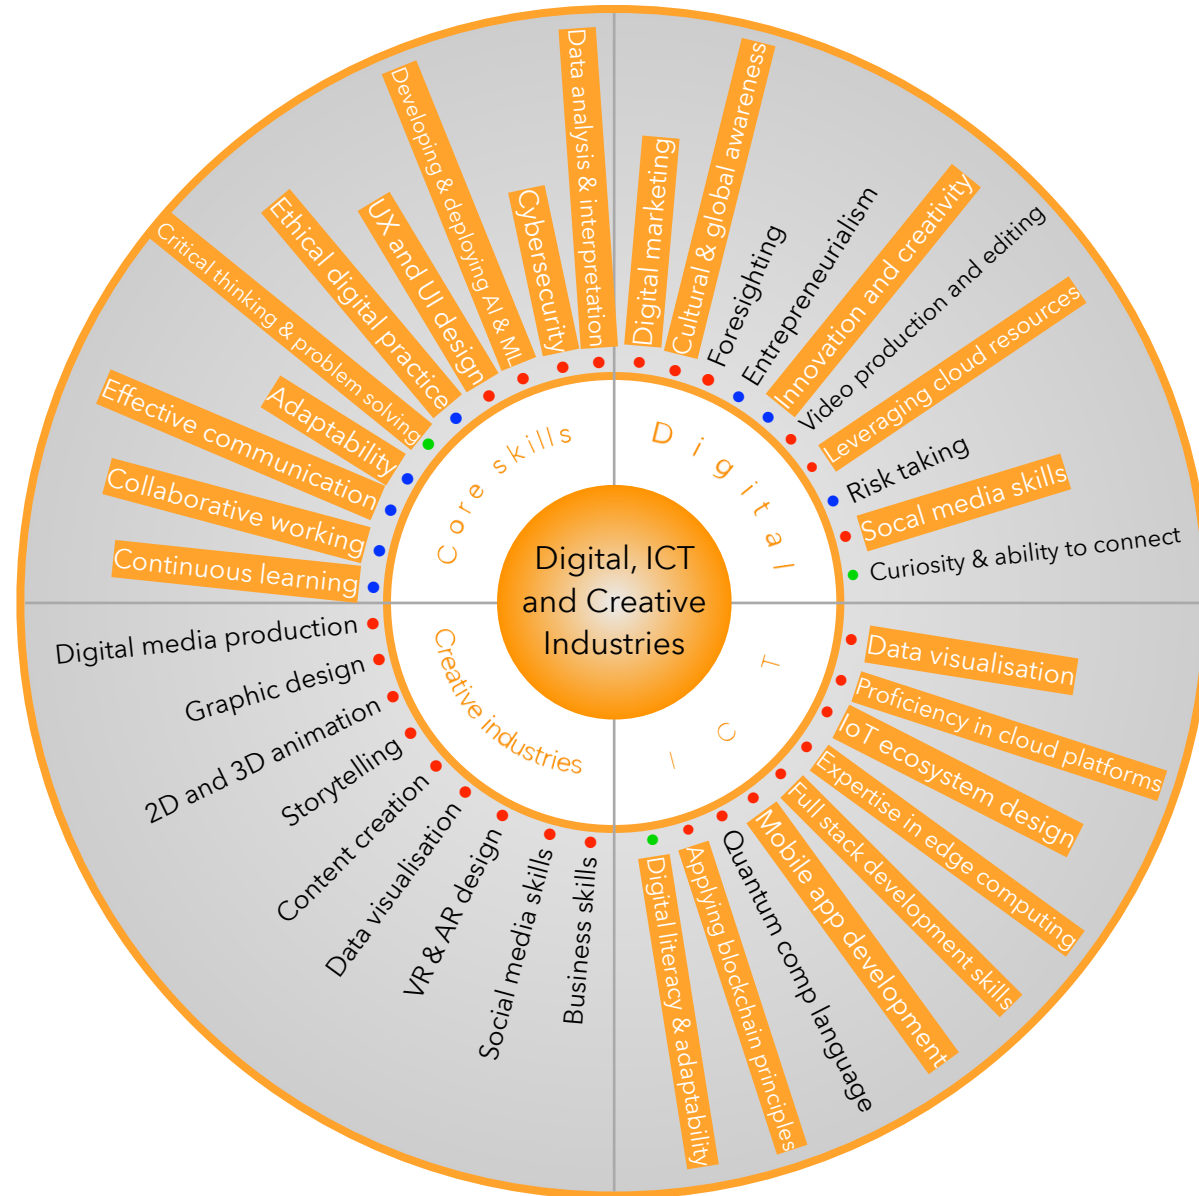 Digital, ICT
and Creative
Industries
Core skills
Digital
ICT
Creative industries
Continuous learning
Collaborative working
Effective communication
Adaptability
Critical thinking & problem solving
Ethical digital practice
UX and UI design
Developing & deploying AI & ML
Cybersecurity
Data analysis & interpretation
Digital marketing
Cultural & global awareness
Foresighting
Entrepreneurialism
Innovation and creativity
Video production and editing
Leveraging cloud resources
Risk taking
Socal media skills
Curiosity & ability to connect
Data visualisation
Proficiency in cloud platforms
IoT ecosystem design
Expertise in edge computing
Full stack development skills
Mobile app development
Quantum comp language
Applying blockchain principles
Digital literacy & adaptability
Business skills
Social media skills
VR & AR design
Data visualisation
Content creation
Storytelling
2D and 3D animation
Graphic design
Digital media production